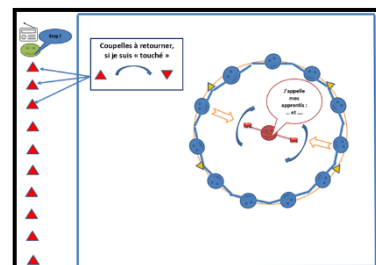 Stop !
Coupelles à retourner,
si je suis « touché »
J'appelle
mes
apprentis :
... et ....